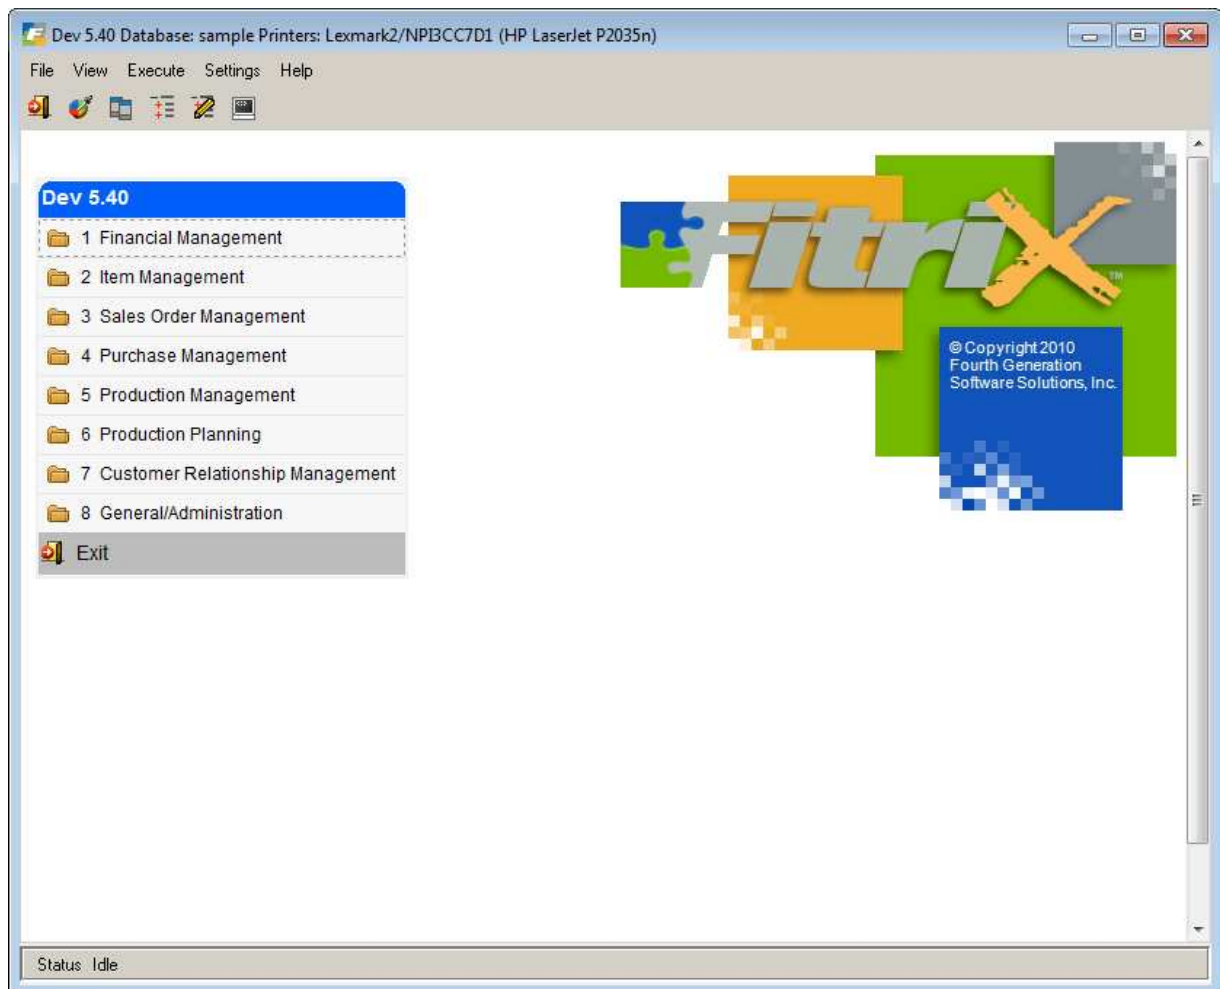 Dev 5.40 Database: sample Printers: Lexmark2/NPI3CC7D1 (HP LaserJet P2035n)
File View Execute Settings Help
Dev 5.40
1 Financial Management
2 Item Management
3 Sales Order Management
4 Purchase Management
5 Production Management
6 Production Planning
7 Customer Relationship Management
8 General/Administration
Exit
FitriX™
© Copyright 2010
Fourth Generation
Software Solutions, Inc.
Status Idle